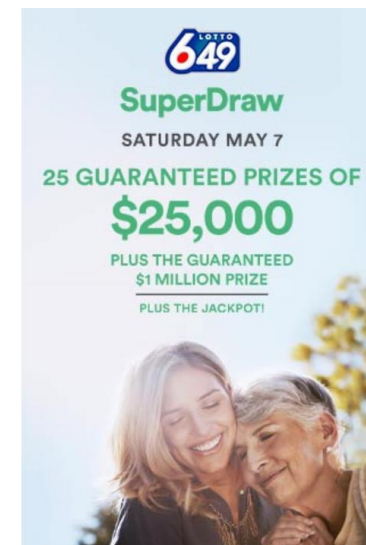 LOTTO
649
SuperDraw
SATURDAY MAY 7
25 GUARANTEED PRIZES OF
$25,000
PLUS THE GUARANTEED
$1 MILLION PRIZE
PLUS THE JACKPOT!